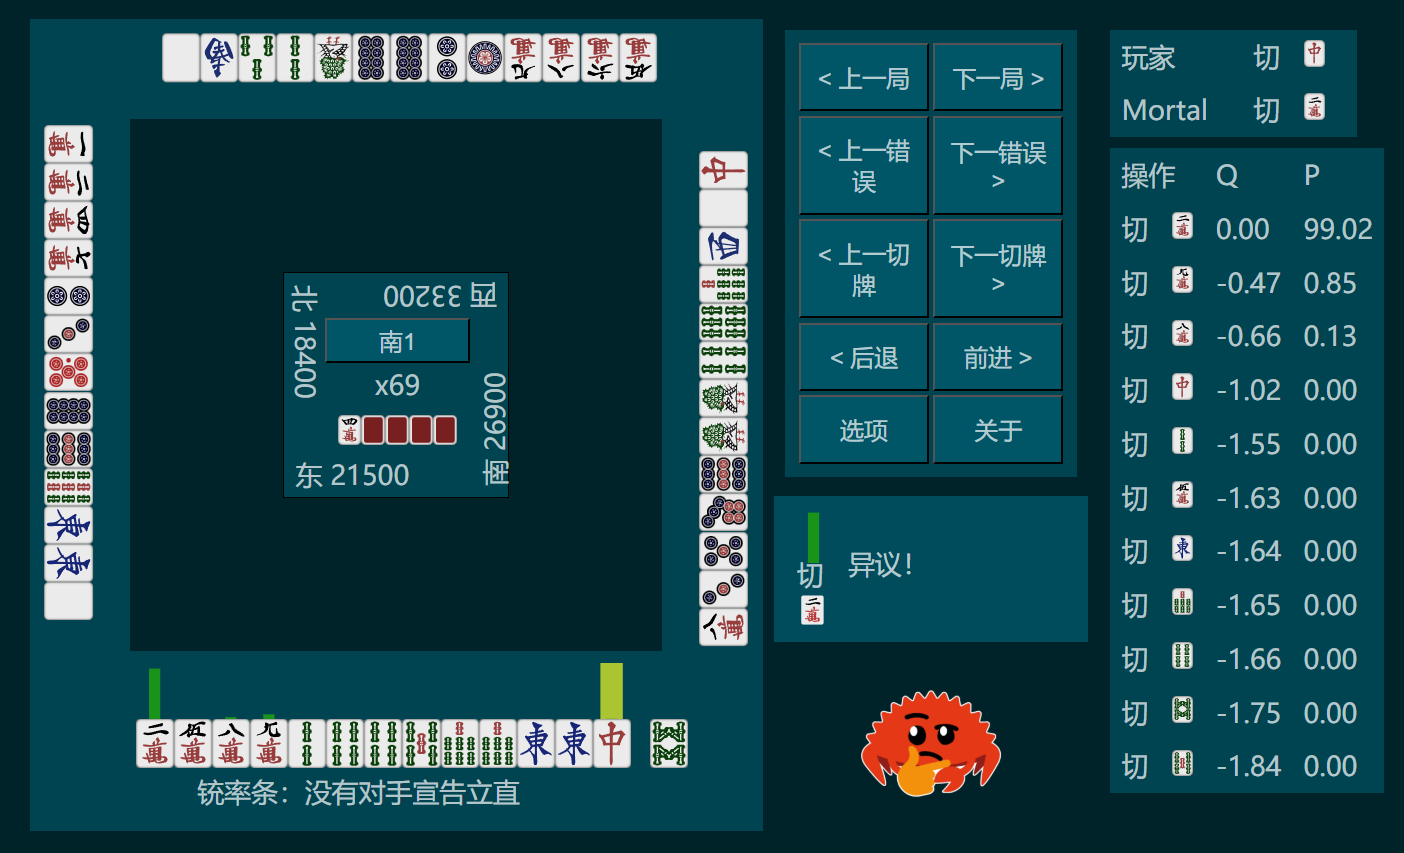 北 18400
西 33200
南1
x69
南 26900
东 21500
铳率条：没有对手宣告立直
< 上一局
下一局 >
< 上一错
误
下一错误
>
< 上一切
牌
下一切牌
>
< 后退
前进 >
选项
关于
切
异议！
玩家 切
Mortal 切
操作 Q P
切 0.00 99.02
切 -0.47 0.85
切 -0.66 0.13
切 -1.02 0.00
切 -1.55 0.00
切 -1.63 0.00
切 -1.64 0.00
切 -1.65 0.00
切 -1.66 0.00
切 -1.75 0.00
切 -1.84 0.00